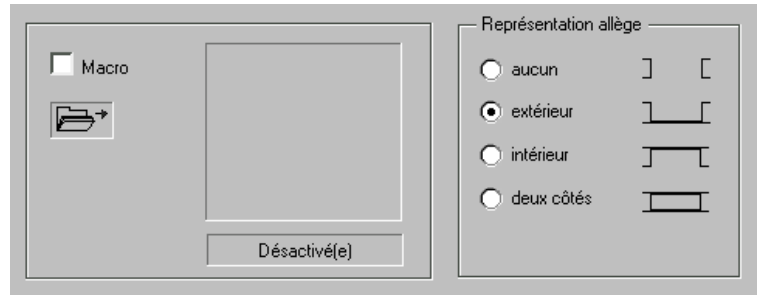 Macro
Désactivé(e)
Représentation allège
aucun
extérieur
intérieur
deux côtés